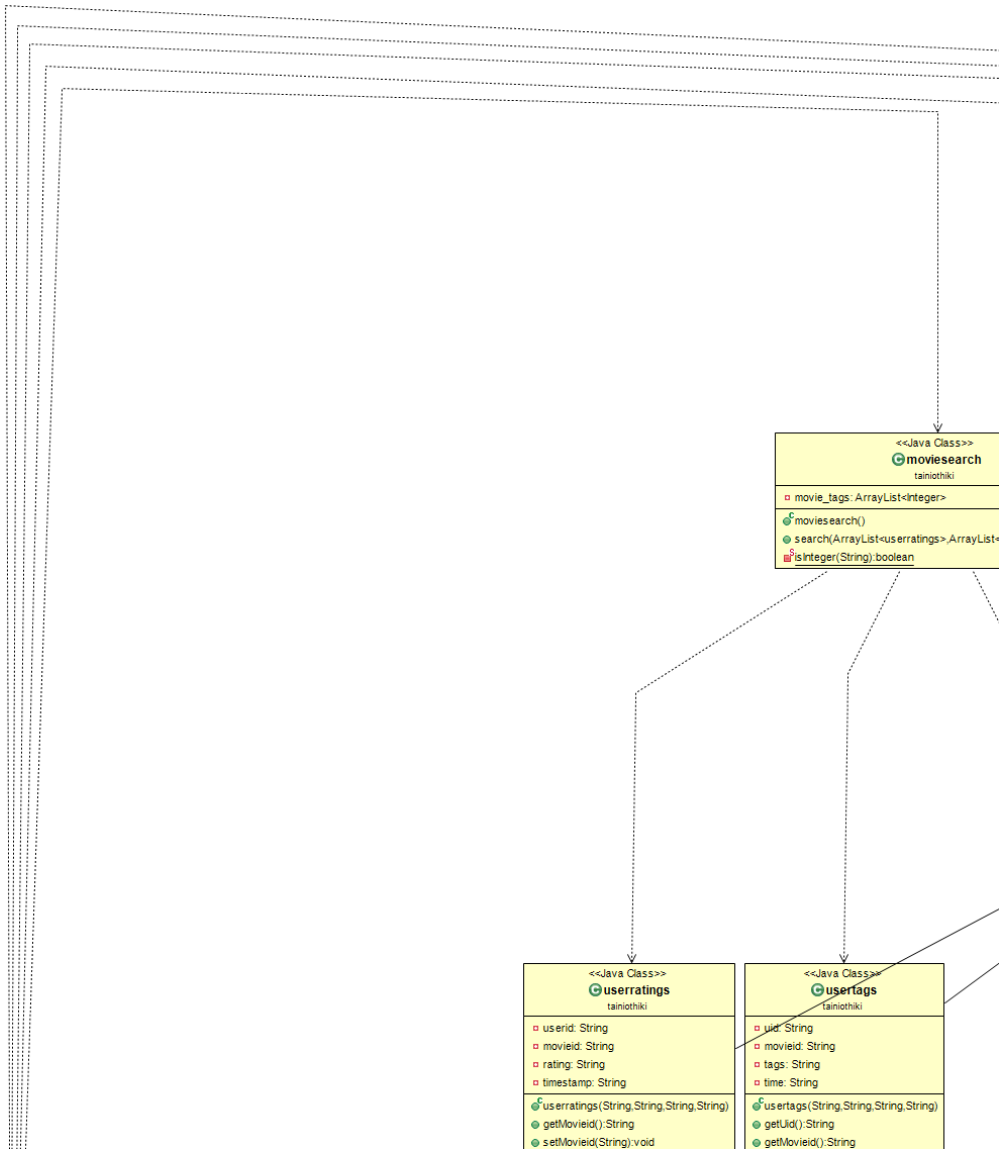 <<Java Class>>
moviesearch
tainiothiki
movie_tags: ArrayList<Integer>
moviesearch()
search(ArrayList<userratings>,ArrayList<
isInteger(String):boolean
<<Java Class>>
userratings
tainiothiki
userid: String
movieid: String
rating: String
timestamp: String
userratings(String,String,String,String)
getMovieid():String
setMovieid(String):void
<<Java Class>>
usertags
tainiothiki
uid: String
movieid: String
tags: String
time: String
usertags(String,String,String,String)
getUid():String
getMovieid():String